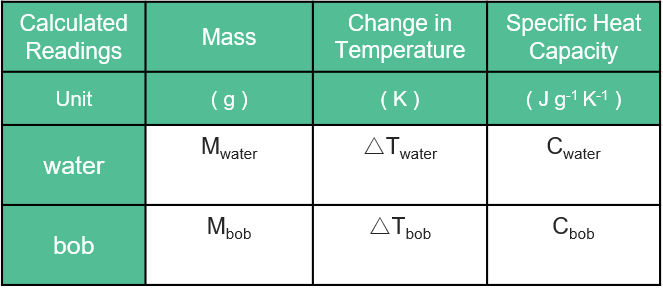 Calculated Readings Mass Change in Temperature Specific Heat Capacity
Unit ( g ) ( K ) ( J g⁻¹ K⁻¹ )
water M_water △T_water C_water
bob M_bob △T_bob C_bob